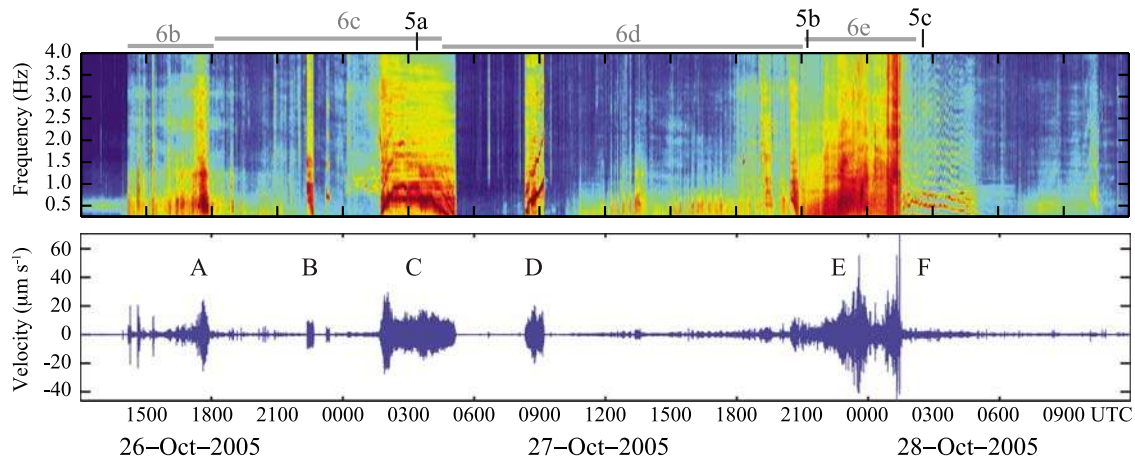 5a 5b 5c
6b 6c 6d 6e
4.0
3.5
3.0
2.5
2.0
1.5
1.0
0.5
Frequency (Hz)
60
40
20
0
-20
-40
Velocity (μm s⁻¹)
A B C D E F
1500 1800 2100 0000 0300 0600 0900 1200 1500 1800 2100 0000 0300 0600 0900 UTC
26-Oct-2005 27-Oct-2005 28-Oct-2005